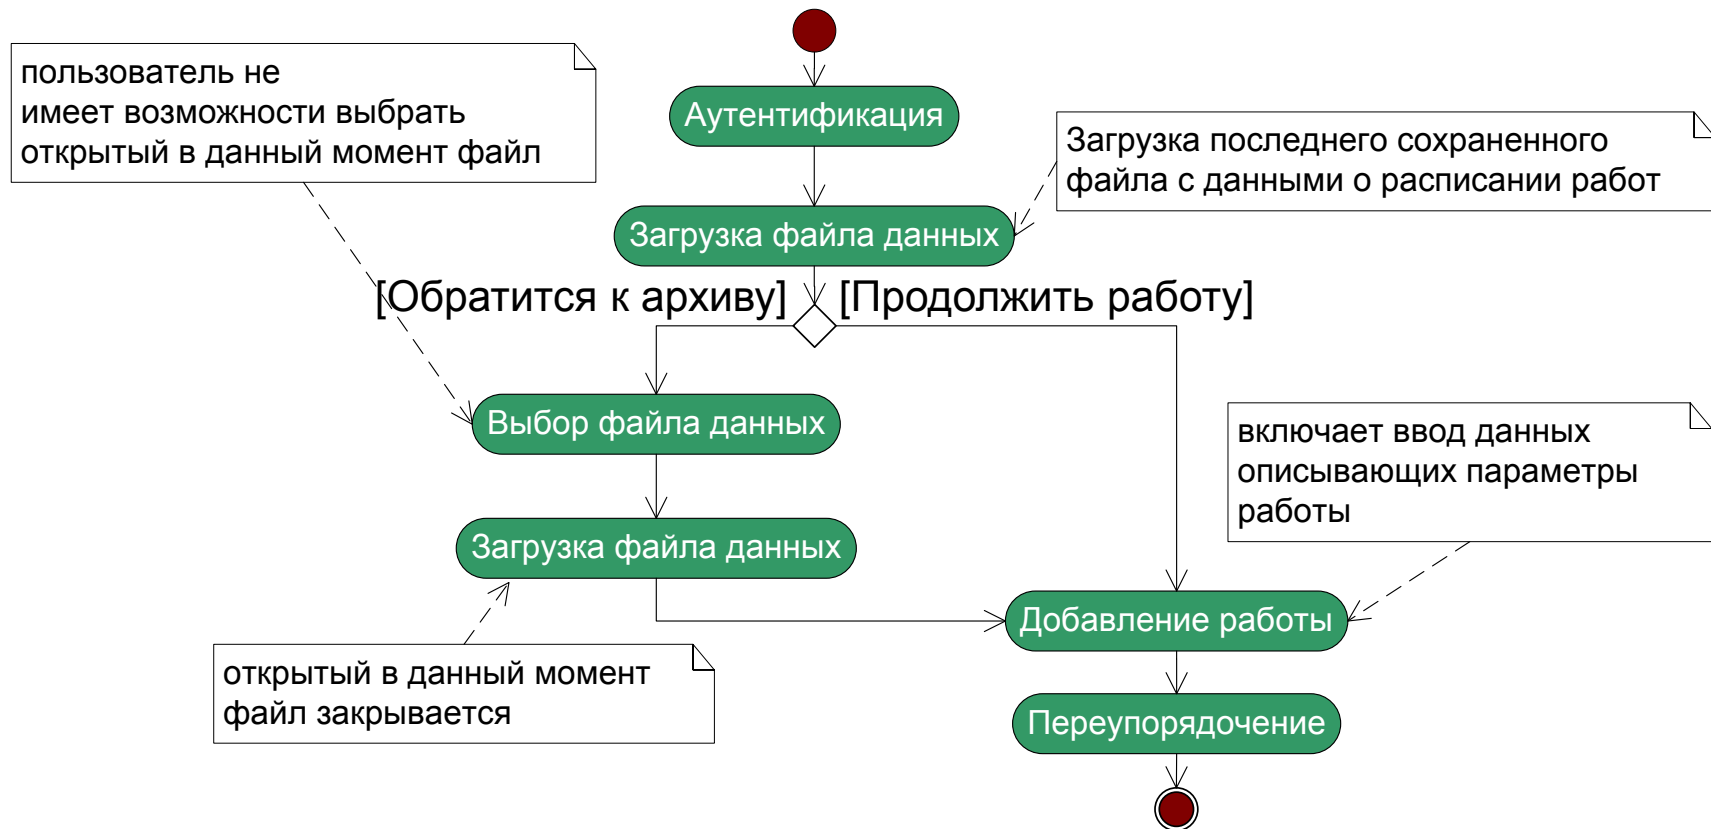 пользователь не
имеет возможности выбрать
открытый в данный момент файл
Аутентификация
Загрузка последнего сохраненного
файла с данными о расписании работ
Загрузка файла данных
[Обратится к архиву]
[Продолжить работу]
Выбор файла данных
включает ввод данных
описывающих параметры
работы
Загрузка файла данных
Добавление работы
открытый в данный момент
файл закрывается
Переупорядочение